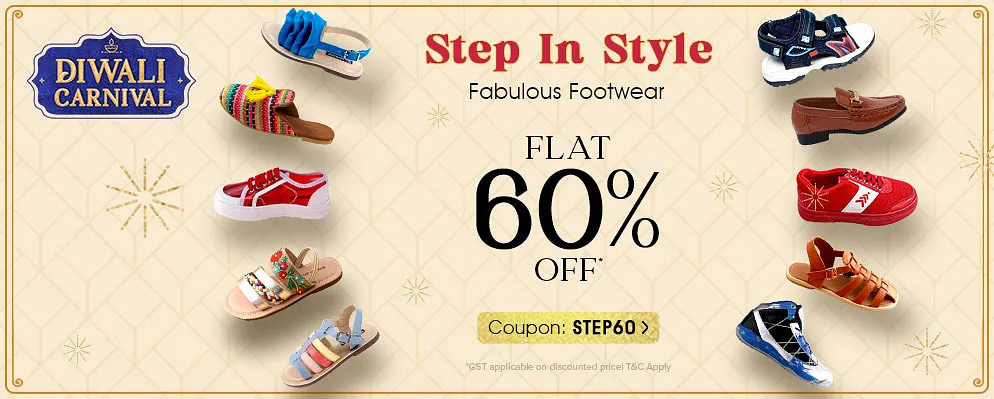 DIWALI
CARNIVAL
Step In Style
Fabulous Footwear
FLAT
60%
OFF*
Coupon: STEP60 >
*GST applicable on discounted price! T&C Apply